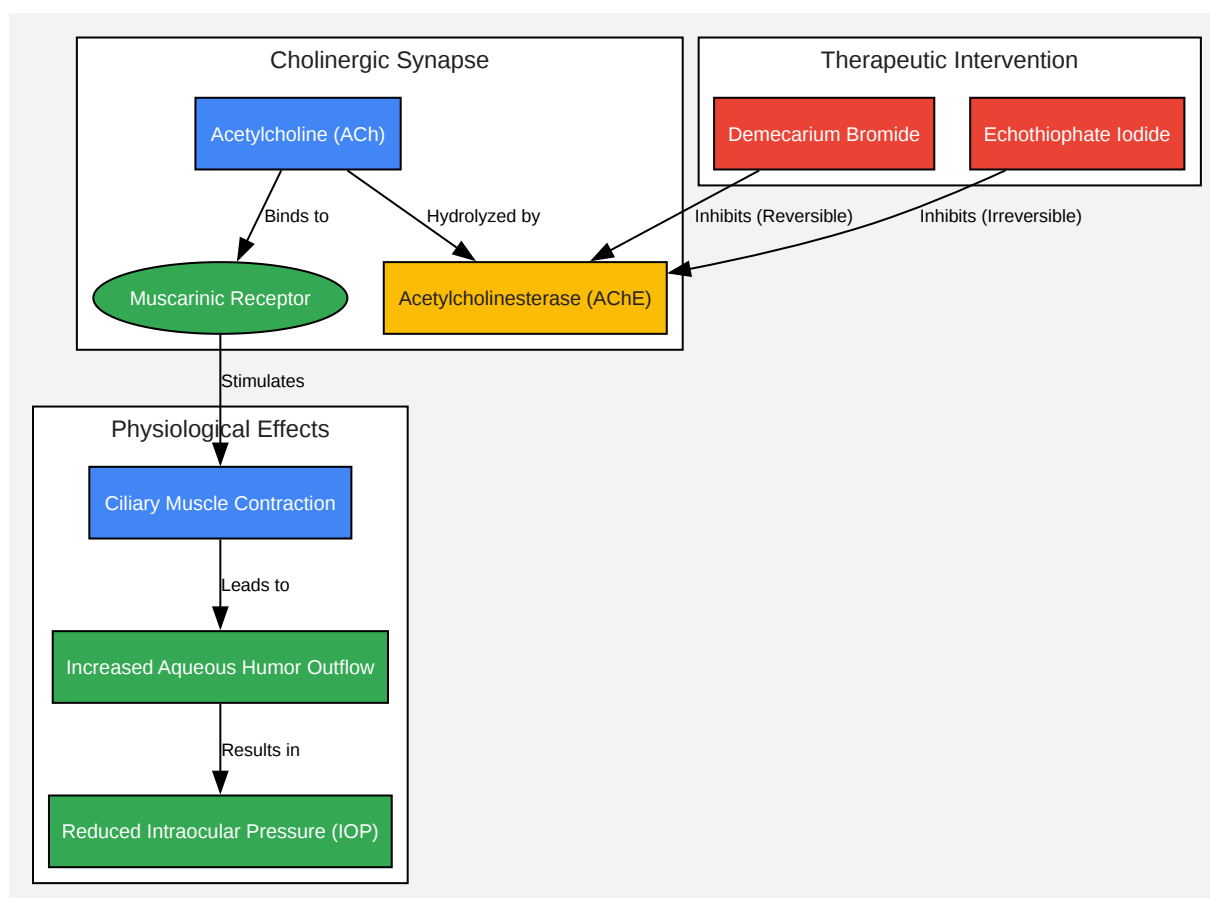 Cholinergic Synapse
Therapeutic Intervention
Acetylcholine (ACh)
Demecarium Bromide
Echothiophate Iodide
Binds to
Hydrolyzed by
Inhibits (Reversible)
Inhibits (Irreversible)
Muscarinic Receptor
Acetylcholinesterase (AChE)
Stimulates
Physiological Effects
Ciliary Muscle Contraction
Leads to
Increased Aqueous Humor Outflow
Results in
Reduced Intraocular Pressure (IOP)